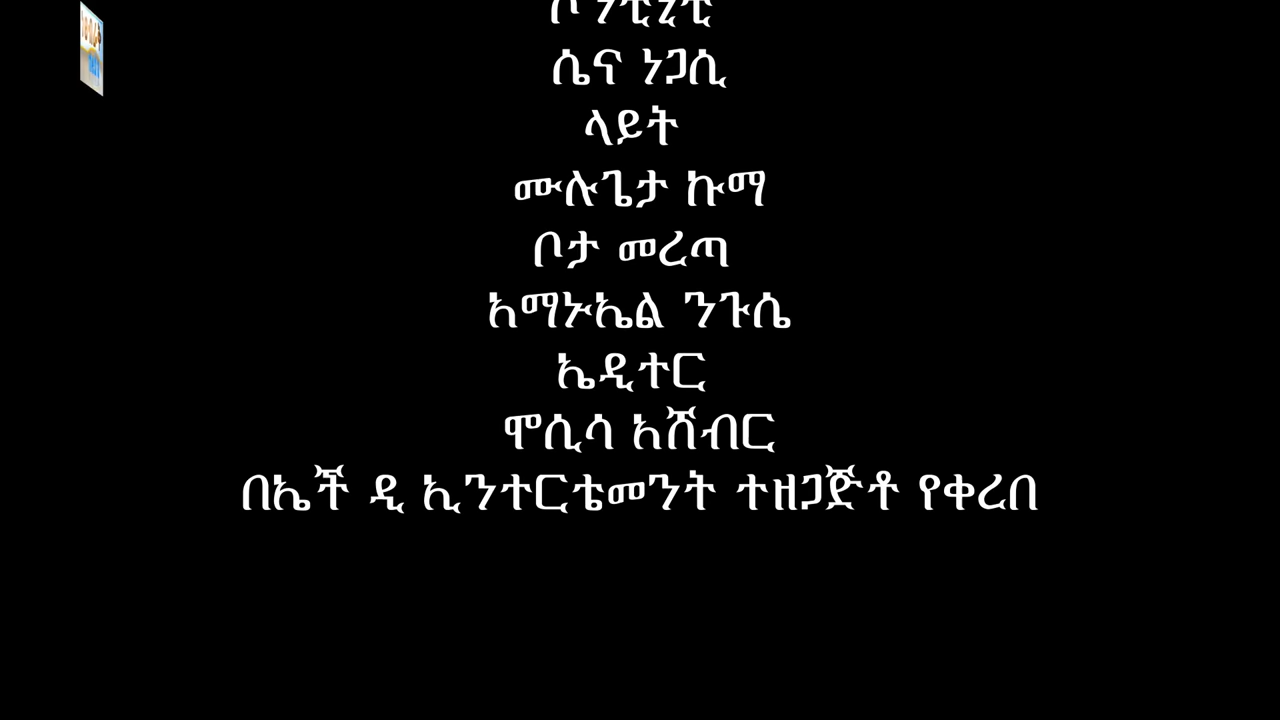 ሴና ነጋሲ
ላይት
ሙሉጌታ ኩማ
ቦታ መረጣ
አማኑኤል ንጉሴ
ኤዲተር
ሞሲሳ አሸብር
በኤች ዲ ኢንተርቴመንት ተዘጋጅቶ የቀረበ